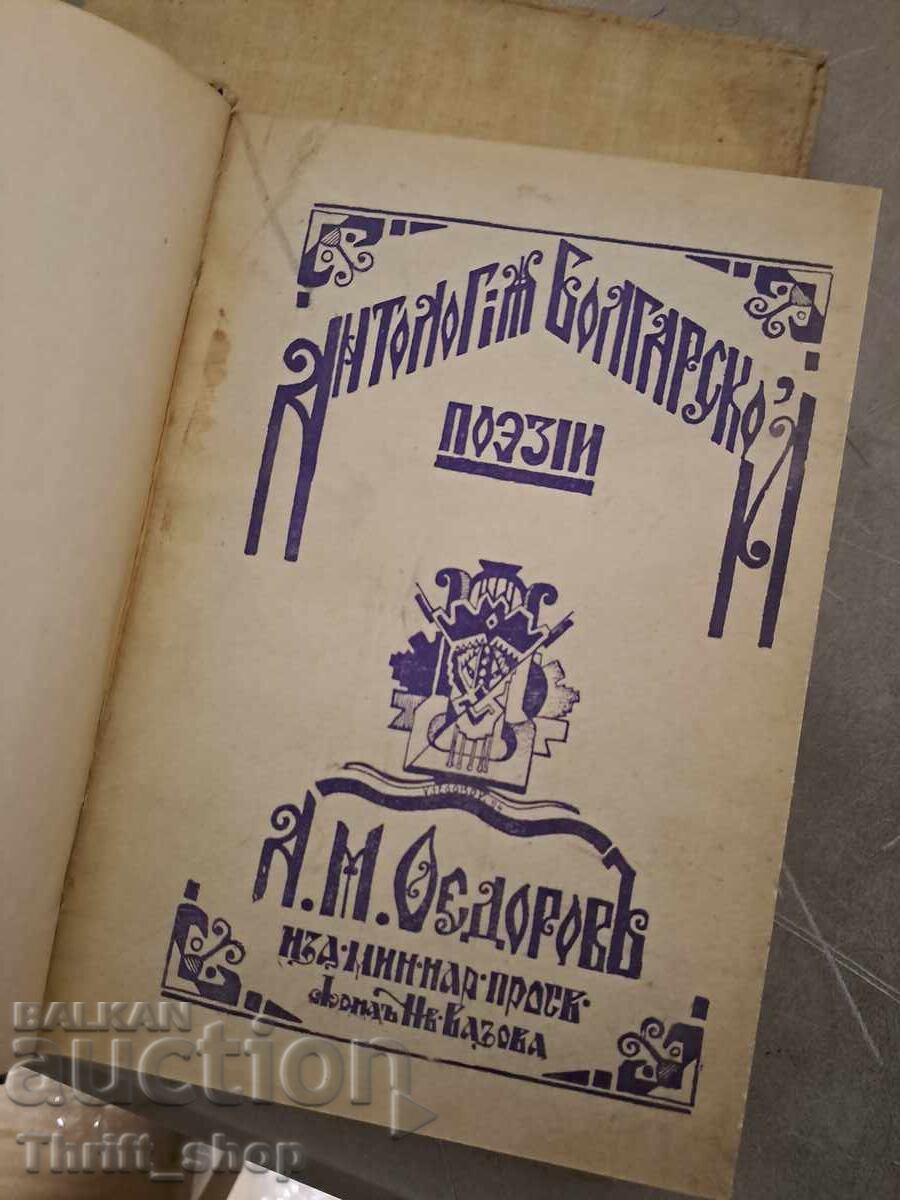 Антологія Болгарской
поэзіи
А. М. Ѳедоровъ
Изд. Мин. Нар. Просв.
Фондъ Ив. Вазова
BALKAN
auction
Thrift_shop